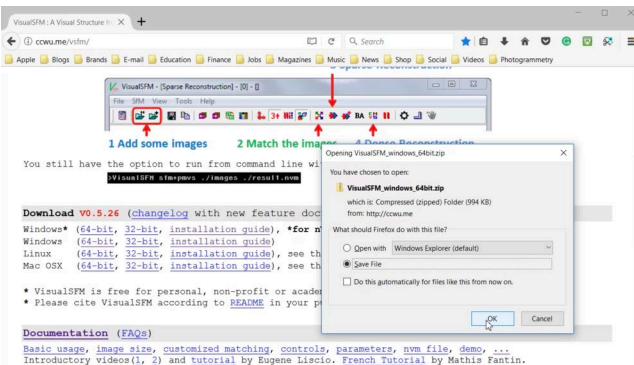 VisualSFM : A Visual Structure fro
ccwu.me/vsfm/
Search
Apple Blogs Brands E-mail Education Finance Jobs Magazines Music News Shop Social Videos Photogrammetry
3 Sparse Reconstruction
VisualSFM - [Sparse Reconstruction] - [0] - []
File SfM View Tools Help
3+ BA
1 Add some images 2 Match the images 4 Dense Reconstruction
You still have the option to run from command line wi
>VisualSFM sfm+pmvs ./images ./result.nvm
Download V0.5.26 (changelog with new feature doc
Windows* (64-bit, 32-bit, installation guide), *for n
Windows (64-bit, 32-bit, installation guide)
Linux (64-bit, 32-bit, installation guide), see th
Mac OSX (64-bit, 32-bit, installation guide), see th
* VisualSFM is free for personal, non-profit or acade
* Please cite VisualSFM according to README in your p
Documentation (FAQs)
Basic usage, image size, customized matching, controls, parameters, nvm file, demo, ...
Introductory videos(1, 2) and tutorial by Eugene Liscio. French Tutorial by Mathis Fantin.
Opening VisualSFM_windows_64bit.zip
You have chosen to open:
VisualSFM_windows_64bit.zip
which is: Compressed (zipped) Folder (994 KB)
from: http://ccwu.me
What should Firefox do with this file?
Open with Windows Explorer (default)
Save File
Do this automatically for files like this from now on.
OK Cancel